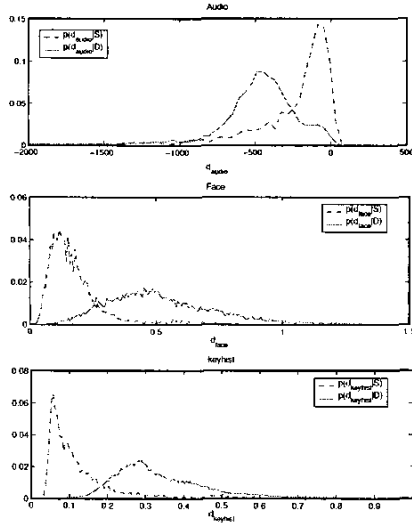 Audio
0.15
0.1
0.05
0
p(d_audio|S)
p(d_audio|D)
−2000 −1500 −1000 −500 0 500
d_audio
Face
0.06
0.04
0.02
0
p(d_face|S)
p(d_face|D)
0 0.5 1 1.5
d_face
keyhist
0.08
0.06
0.04
0.02
0
p(d_keyhist|S)
p(d_keyhist|D)
0 0.1 0.2 0.3 0.4 0.5 0.6 0.7 0.8 0.9
d_keyhist